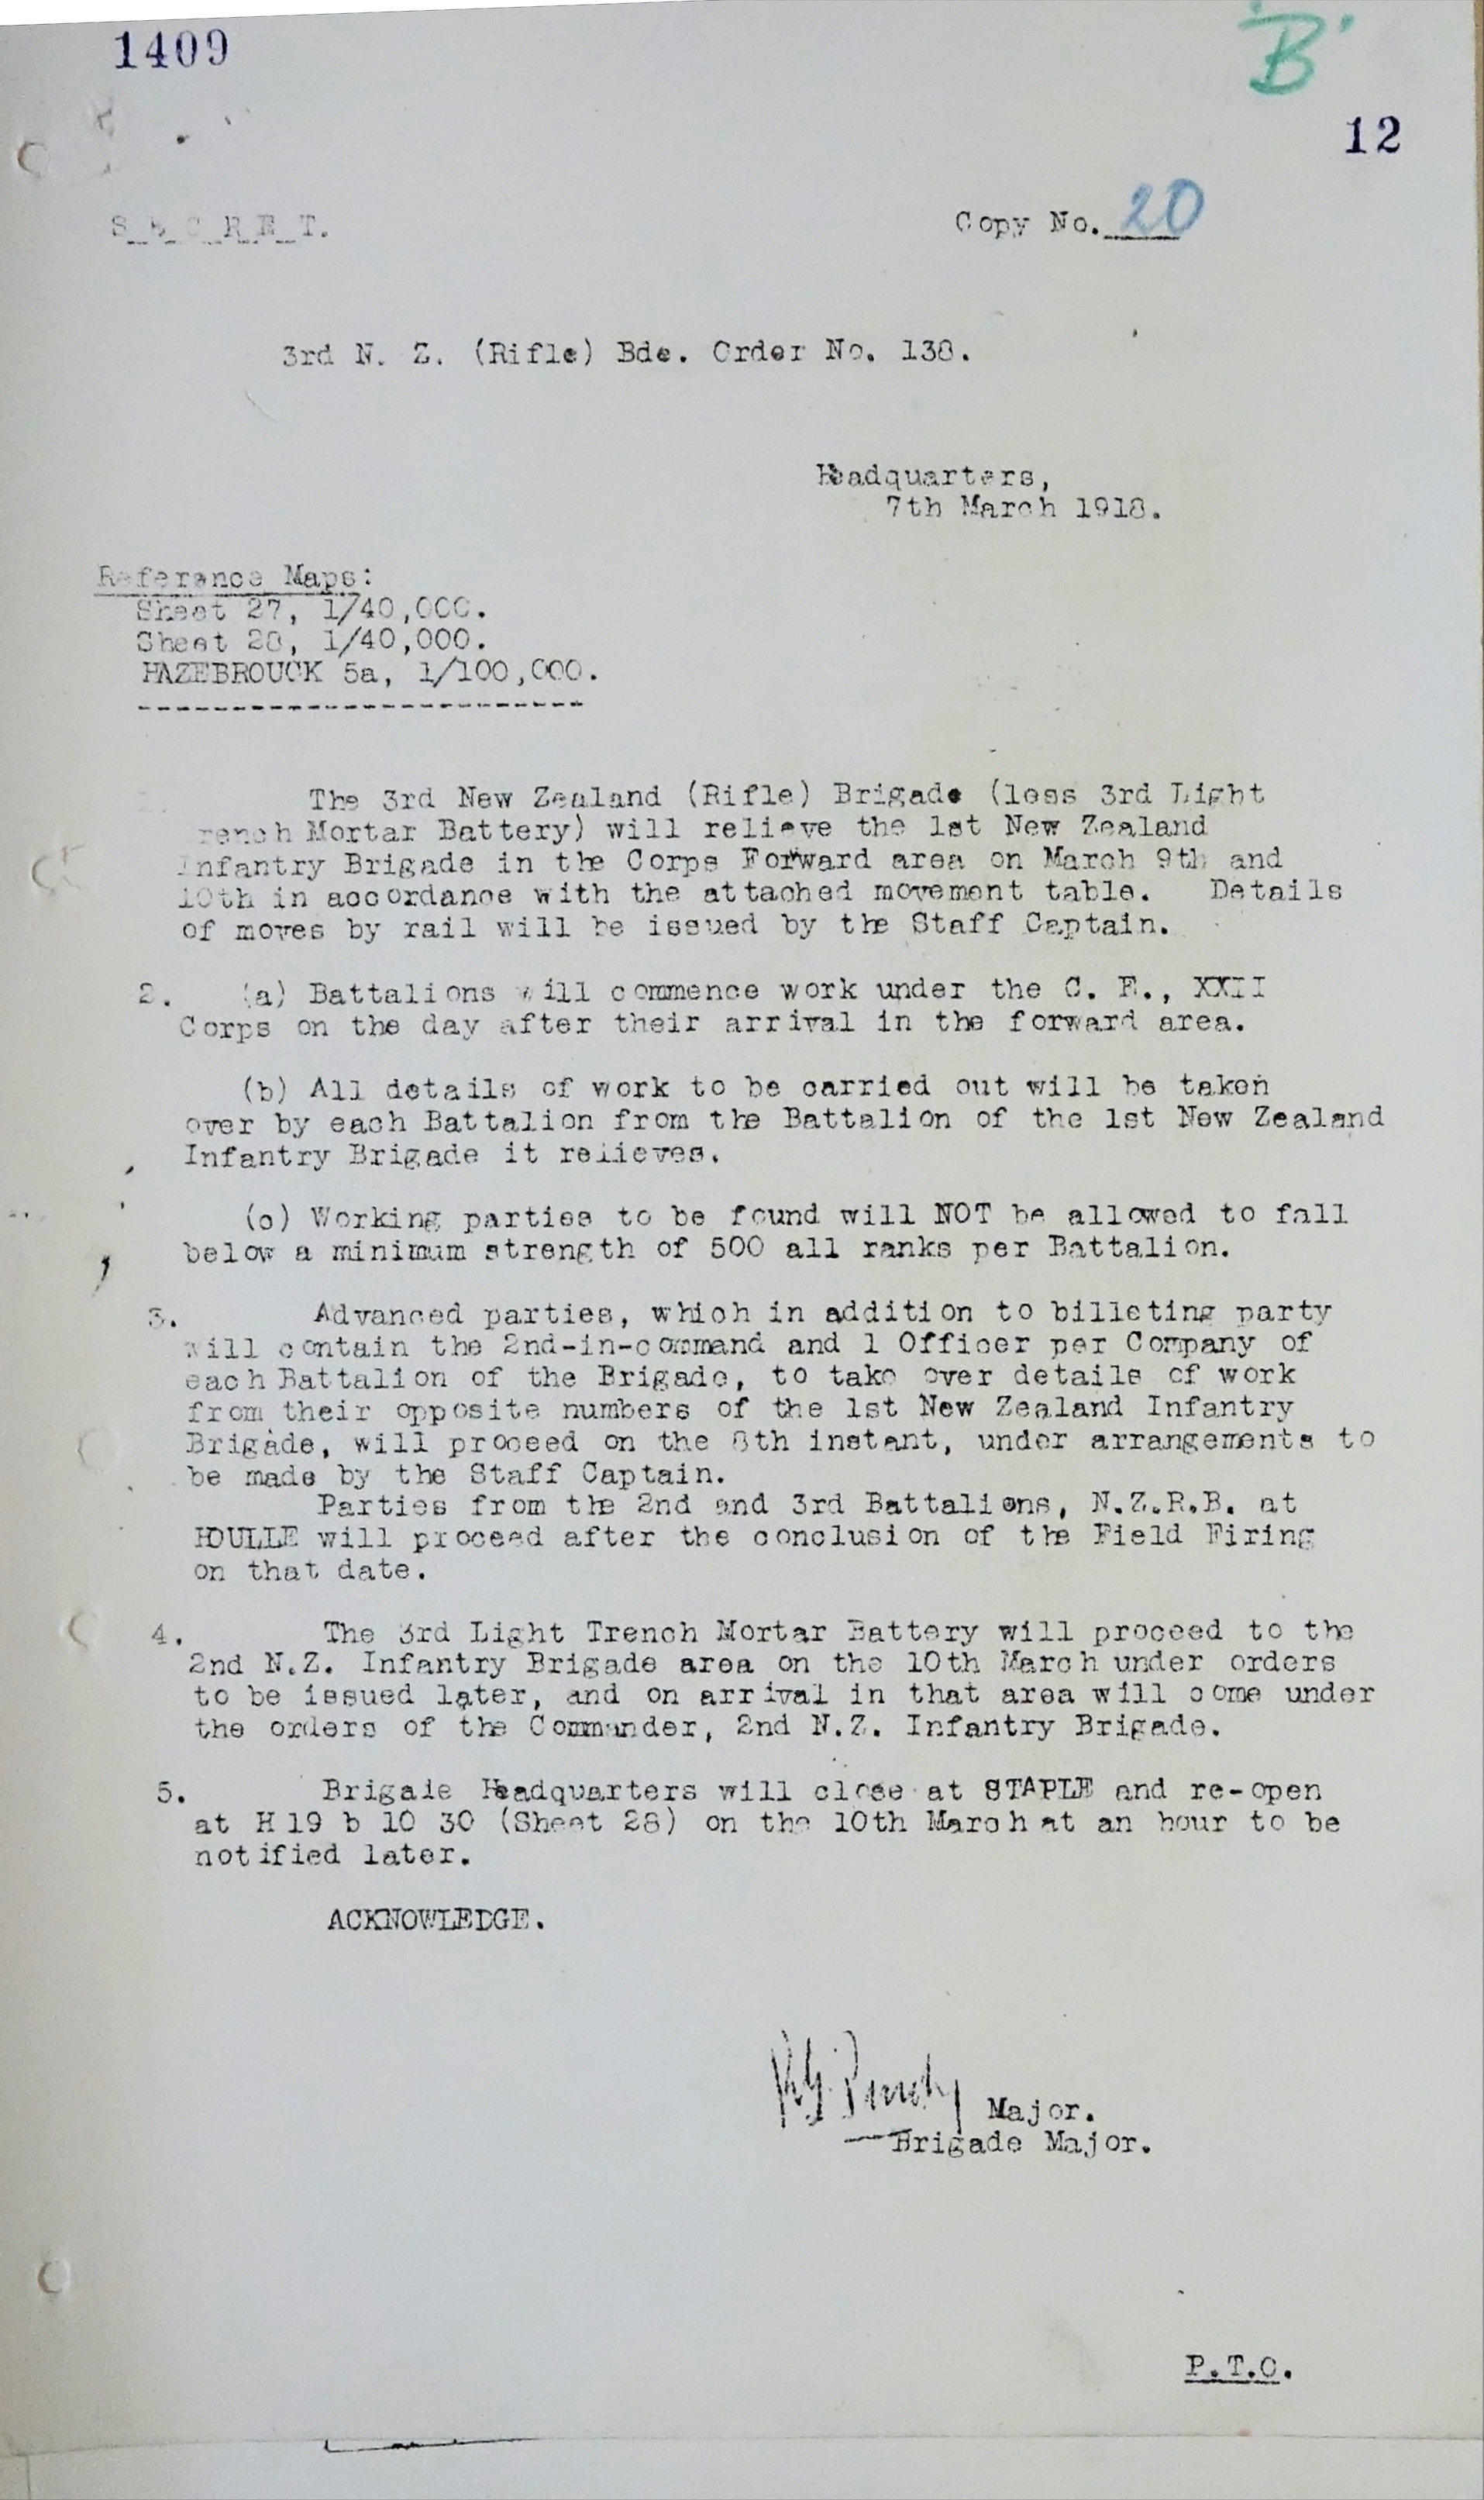 1409
'B'
12
S_E_C_R_E_T.
Copy No. 20
3rd N. Z. (Rifle) Bde. Order No. 138.
Headquarters,
7th March 1918.
Reference Maps:
Sheet 27, 1/40,000.
Sheet 28, 1/40,000.
HAZEBROUCK 5a, 1/100,000.
-------------------------
The 3rd New Zealand (Rifle) Brigade (less 3rd Light
rench Mortar Battery) will relieve the 1st New Zealand
Infantry Brigade in the Corps Forward area on March 9th and
10th in accordance with the attached movement table. Details
of moves by rail will be issued by the Staff Captain.
2. (a) Battalions will commence work under the C. E., XXII
Corps on the day after their arrival in the forward area.
(b) All details of work to be carried out will be taken
over by each Battalion from the Battalion of the 1st New Zealand
Infantry Brigade it relieves.
(c) Working parties to be found will NOT be allowed to fall
below a minimum strength of 500 all ranks per Battalion.
3. Advanced parties, which in addition to billeting party
will contain the 2nd-in-command and 1 Officer per Company of
each Battalion of the Brigade, to take over details of work
from their opposite numbers of the 1st New Zealand Infantry
Brigade, will proceed on the 8th instant, under arrangements to
be made by the Staff Captain.
Parties from the 2nd and 3rd Battalions, N.Z.R.B. at
HOULLE will proceed after the conclusion of the Field Firing
on that date.
4. The 3rd Light Trench Mortar Battery will proceed to the
2nd N.Z. Infantry Brigade area on the 10th March under orders
to be issued later, and on arrival in that area will come under
the orders of the Commander, 2nd N.Z. Infantry Brigade.
5. Brigade Headquarters will close at STAPLE and re-open
at H 19 b 10 30 (Sheet 28) on the 10th March at an hour to be
notified later.
ACKNOWLEDGE.
Major.
Brigade Major.
P.T.O.